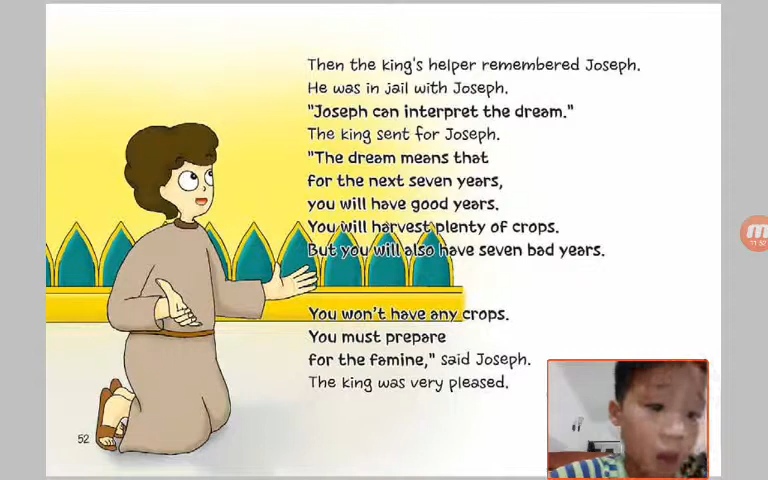 Then the king's helper remembered Joseph.
He was in jail with Joseph.
"Joseph can interpret the dream."
The king sent for Joseph.
"The dream means that
for the next seven years,
you will have good years.
You will harvest plenty of crops.
But you will also have seven bad years.
You won't have any crops.
You must prepare
for the famine," said Joseph.
The king was very pleased.
52
M
11:52